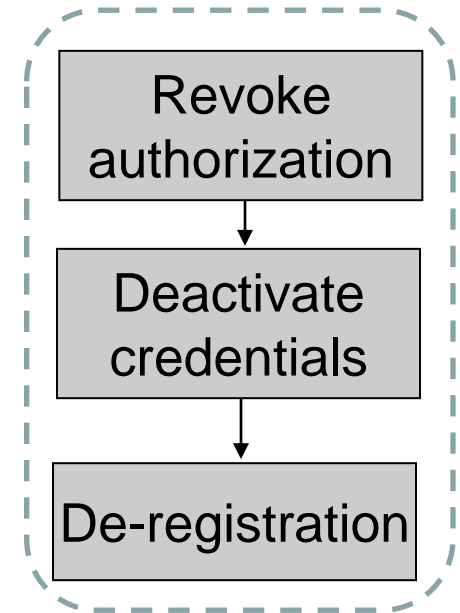 Revoke
authorization
Deactivate
credentials
De-registration